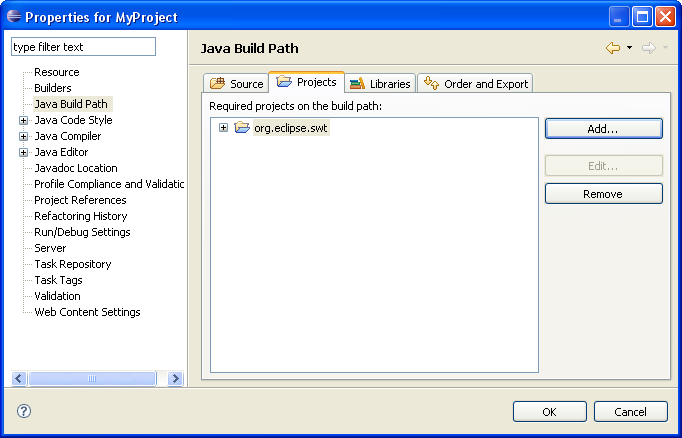 Properties for MyProject
type filter text
Resource
Builders
Java Build Path
Java Code Style
Java Compiler
Java Editor
Javadoc Location
Profile Compliance and Validatic
Project References
Refactoring History
Run/Debug Settings
Server
Task Repository
Task Tags
Validation
Web Content Settings
Java Build Path
Source Projects Libraries Order and Export
Required projects on the build path:
org.eclipse.swt
Add...
Edit...
Remove
OK Cancel